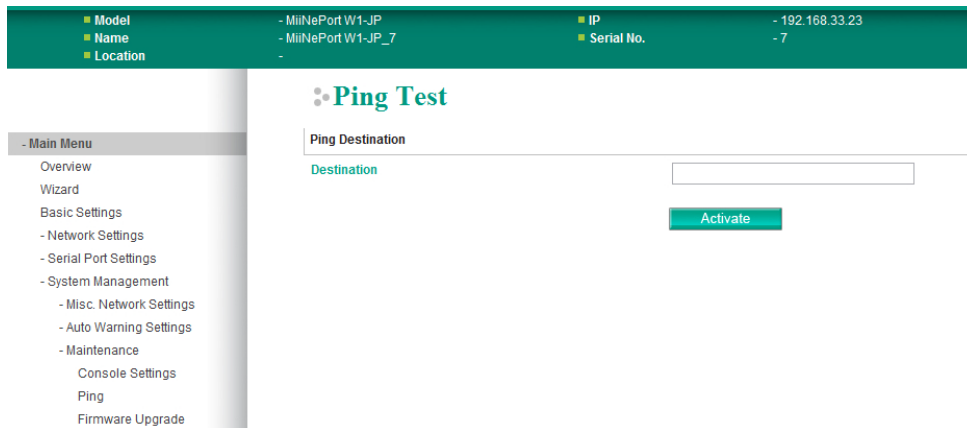 Model - MiiNePort W1-JP IP - 192.168.33.23
Name - MiiNePort W1-JP_7 Serial No. - 7
Location -
- Main Menu
Overview
Wizard
Basic Settings
- Network Settings
- Serial Port Settings
- System Management
- Misc. Network Settings
- Auto Warning Settings
- Maintenance
Console Settings
Ping
Firmware Upgrade
Ping Test
Ping Destination
Destination
Activate